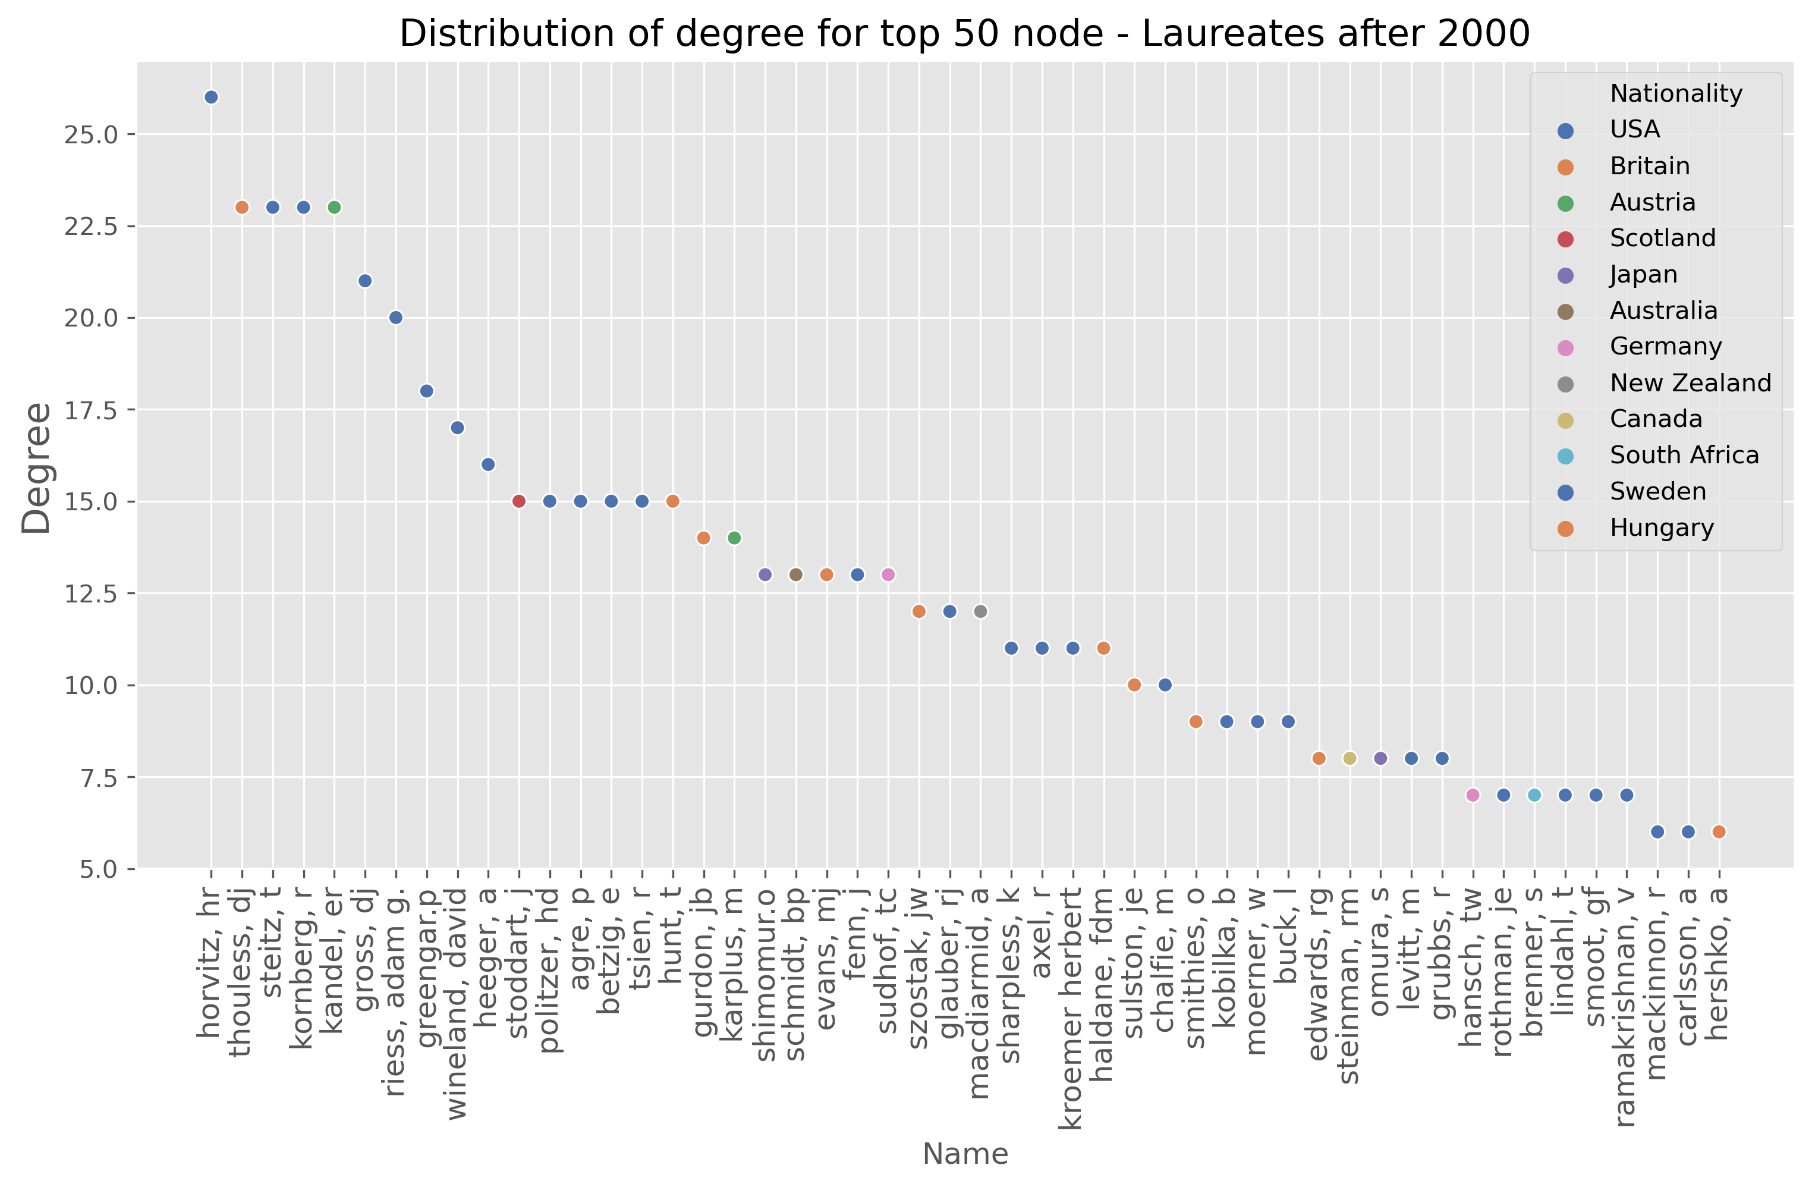 Distribution of degree for top 50 node - Laureates after 2000
Degree
25.0
22.5
20.0
17.5
15.0
12.5
10.0
7.5
5.0
Nationality
USA
Britain
Austria
Scotland
Japan
Australia
Germany
New Zealand
Canada
South Africa
Sweden
Hungary
horvitz, hr
thouless, dj
steitz, t
kornberg, r
kandel, er
gross, dj
riess, adam g.
greengar.p
wineland, david
heeger, a
stoddart, j
politzer, hd
agre, p
betzig, e
tsien, r
hunt, t
gurdon, jb
karplus, m
shimomur.o
schmidt, bp
evans, mj
fenn, j
sudhof, tc
szostak, jw
glauber, rj
macdiarmid, a
sharpless, k
axel, r
kroemer herbert
haldane, fdm
sulston, je
chalfie, m
smithies, o
kobilka, b
moerner, w
buck, l
edwards, rg
steinman, rm
omura, s
levitt, m
grubbs, r
hansch, tw
rothman, je
brenner, s
lindahl, t
smoot, gf
ramakrishnan, v
mackinnon, r
carlsson, a
hershko, a
Name